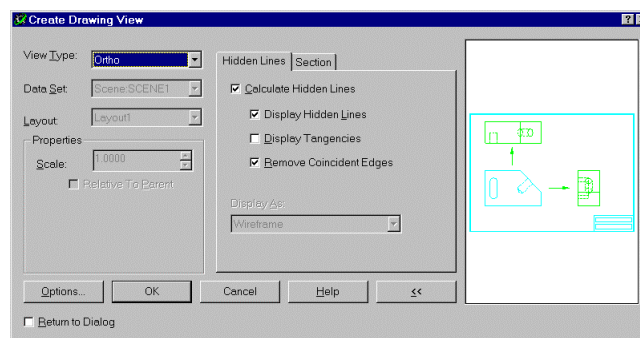 Create Drawing View
View Type:
Ortho
Data Set:
Scene:SCENE1
Layout:
Layout1
Properties
Scale:
1.0000
Relative To Parent
Hidden Lines
Section
Calculate Hidden Lines
Display Hidden Lines
Display Tangencies
Remove Coincident Edges
Display As:
Wireframe
Options...
OK
Cancel
Help
<<
Return to Dialog